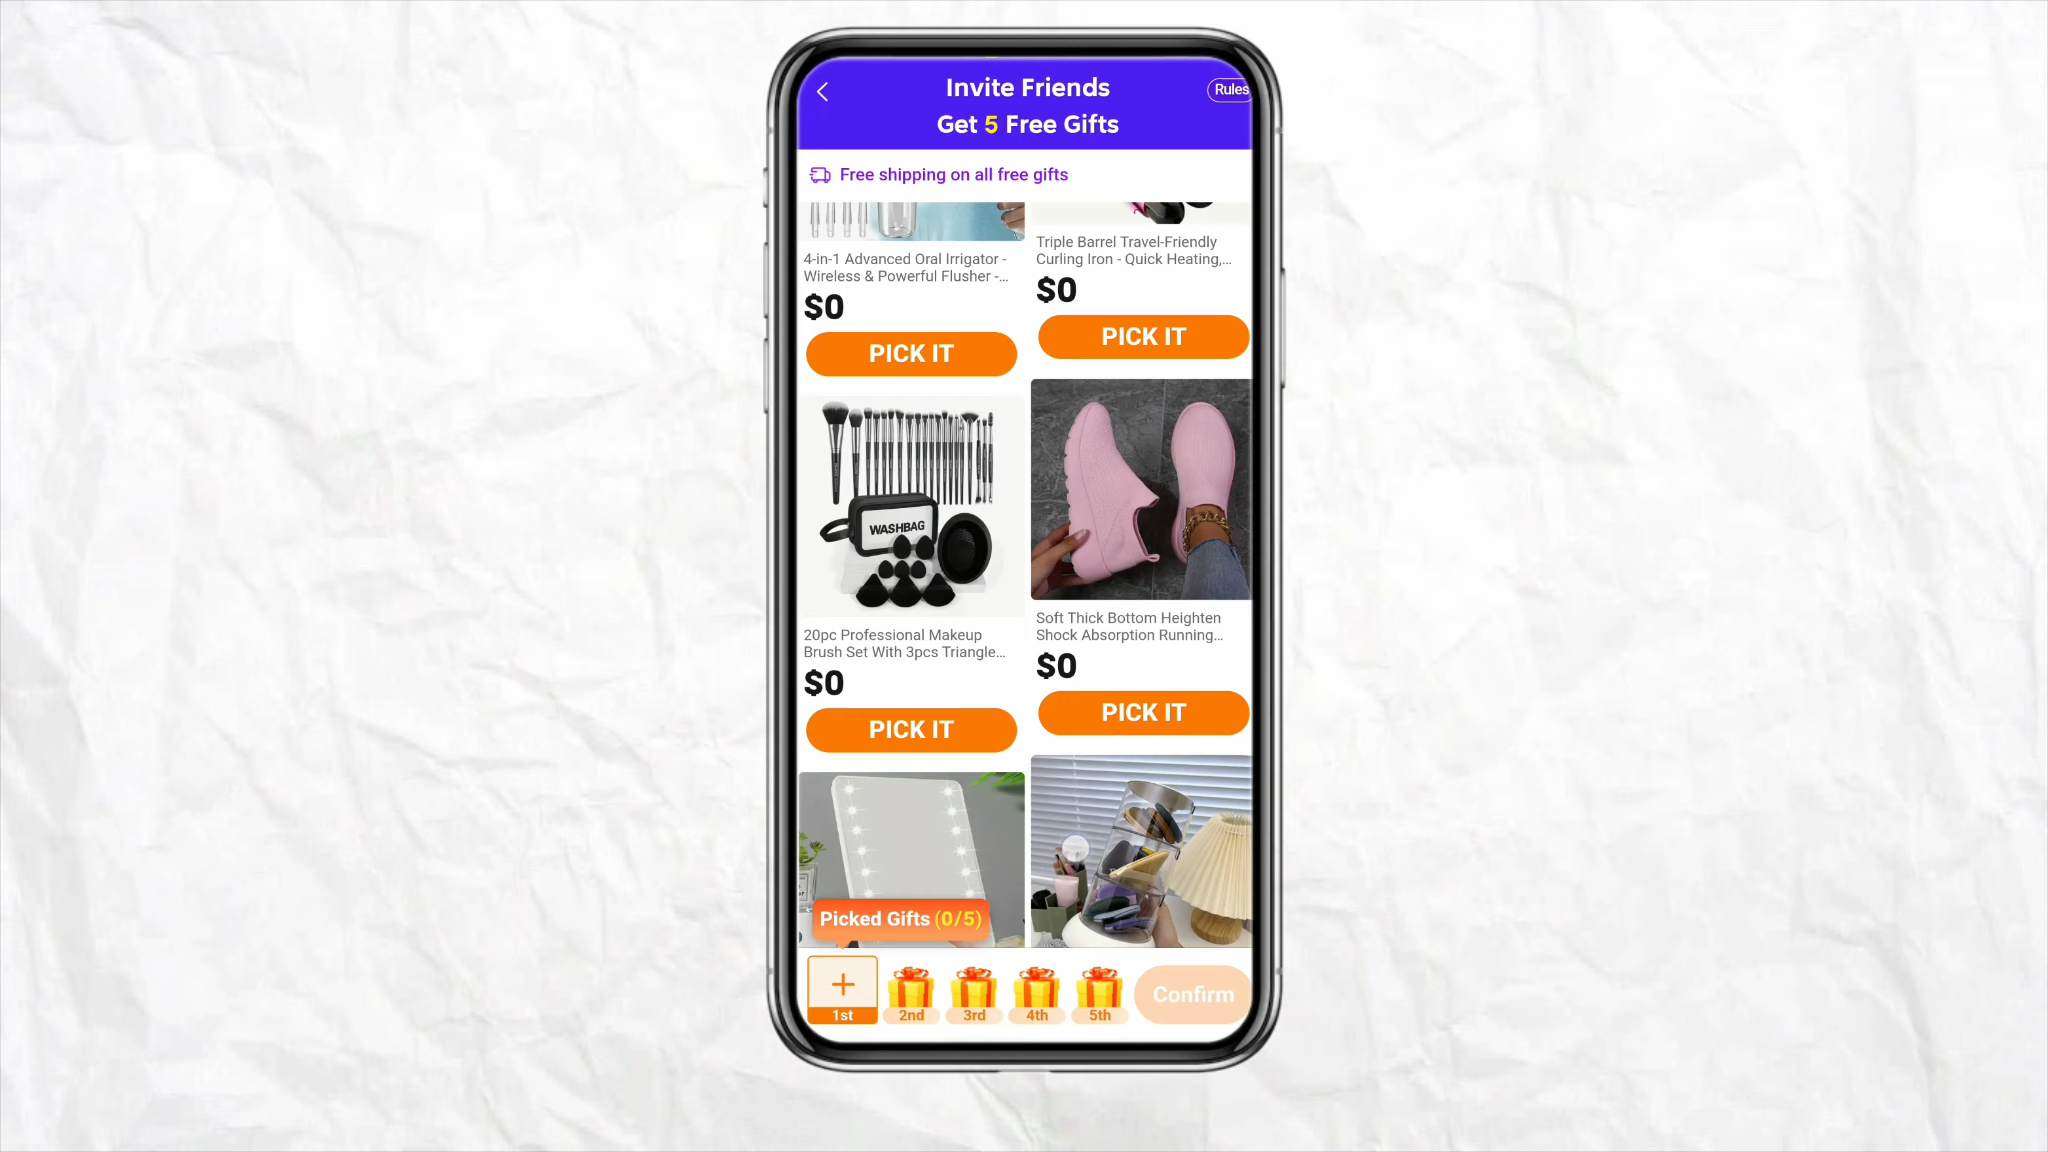 Invite Friends
Get 5 Free Gifts
Rules
Free shipping on all free gifts
4-in-1 Advanced Oral Irrigator -
Wireless & Powerful Flusher -...
$0
PICK IT
Triple Barrel Travel-Friendly
Curling Iron - Quick Heating,...
$0
PICK IT
WASHBAG
20pc Professional Makeup
Brush Set With 3pcs Triangle...
$0
PICK IT
Soft Thick Bottom Heighten
Shock Absorption Running...
$0
PICK IT
Picked Gifts (0/5)
1st
2nd
3rd
4th
5th
Confirm